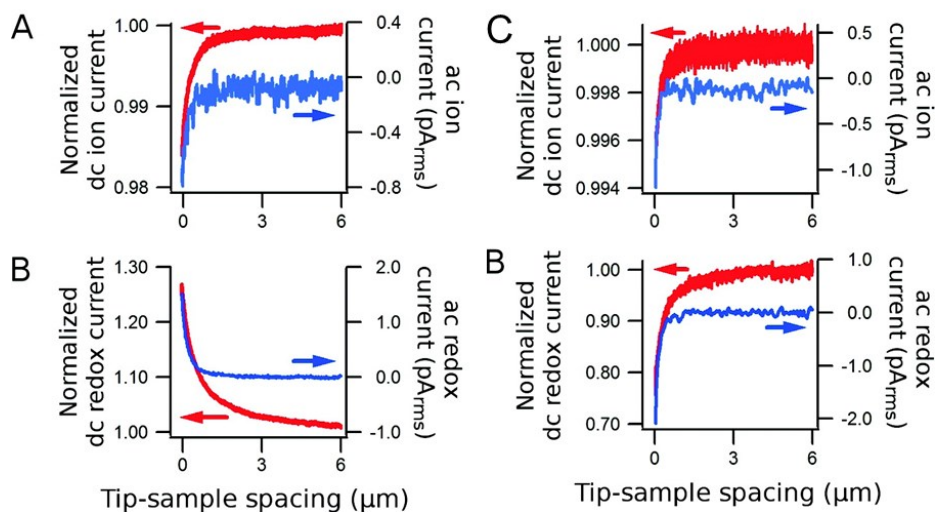 A
1.00
0.99
0.98
Normalized
dc ion current
0.4
0.0
-0.4
-0.8
ac ion
current (pArms)
0
3
6
B
1.30
1.20
1.10
1.00
Normalized
dc redox current
2.0
1.0
0.0
-1.0
ac redox
current (pArms)
0
3
6
Tip-sample spacing (µm)
C
1.000
0.998
0.996
0.994
Normalized
dc ion current
0.5
0.0
-0.5
-1.0
ac ion
current (pArms)
0
3
6
B
1.00
0.90
0.80
0.70
Normalized
dc redox current
1.0
0.0
-1.0
-2.0
ac redox
current (pArms)
0
3
6
Tip-sample spacing (µm)